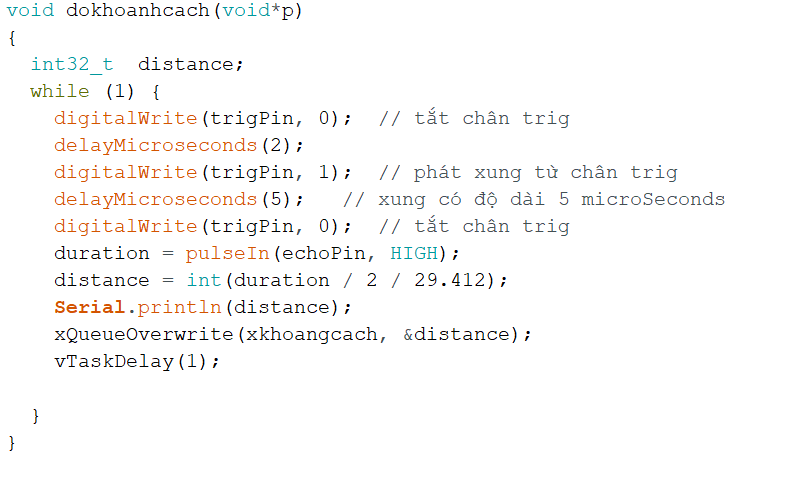 void dokhoanhcach(void*p)
{
  int32_t  distance;
  while (1) {
    digitalWrite(trigPin, 0);  // tắt chân trig
    delayMicroseconds(2);
    digitalWrite(trigPin, 1);  // phát xung từ chân trig
    delayMicroseconds(5);   // xung có độ dài 5 microSeconds
    digitalWrite(trigPin, 0);  // tắt chân trig
    duration = pulseIn(echoPin, HIGH);
    distance = int(duration / 2 / 29.412);
    Serial.println(distance);
    xQueueOverwrite(xkhoangcach, &distance);
    vTaskDelay(1);
  }
}